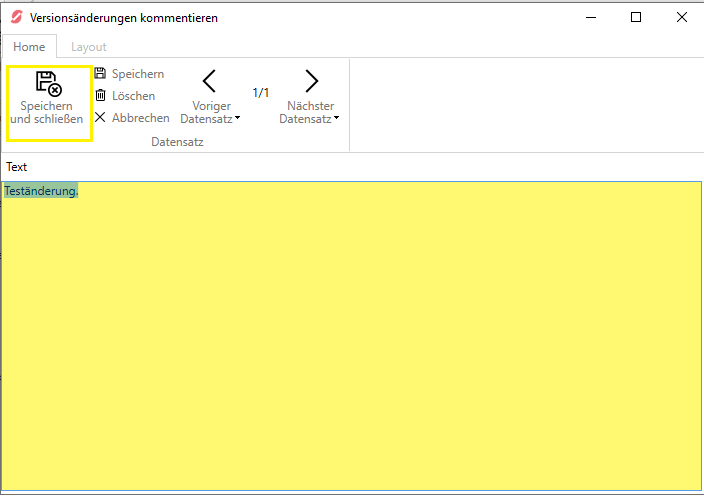 Versionsänderungen kommentieren
Home Layout
Speichern
und schließen
Speichern
Löschen
Abbrechen
Voriger
Datensatz
1/1
Nächster
Datensatz
Datensatz
Text
Teständerung.